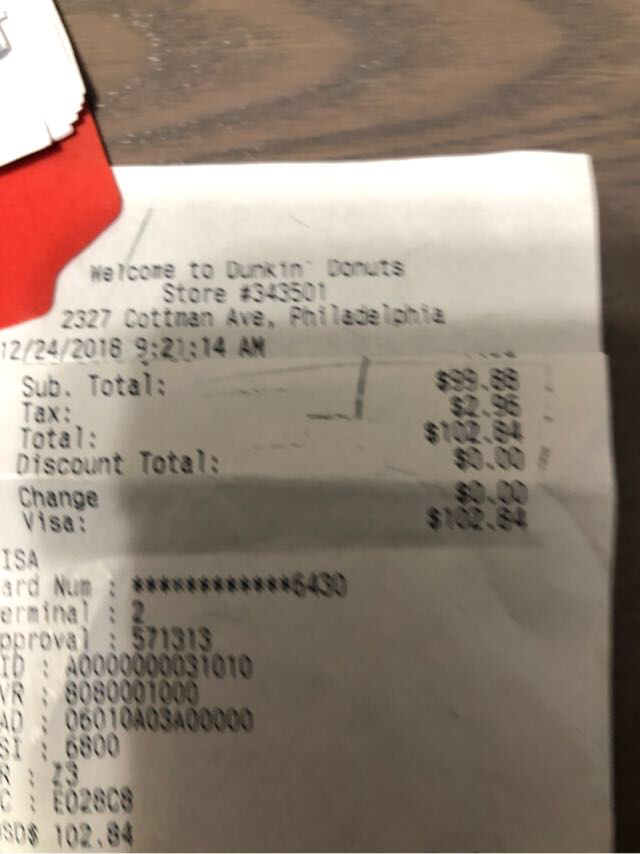 Welcome to Dunkin' Donuts
Store #343501
2327 Cottman Ave, Philadelphia
12/24/2018 9:21:14 AM
Sub. Total: $99.88
Tax: $2.96
Total: $102.84
Discount Total: $0.00
Change $0.00
Visa: $102.84
ISA
ard Num : ************6430
erminal : 2
pproval : 571313
ID : A0000000031010
VR : 8080001000
AD : 06010A03A00000
SI : 6800
R : Z3
C : E028C8
USD$ 102.84